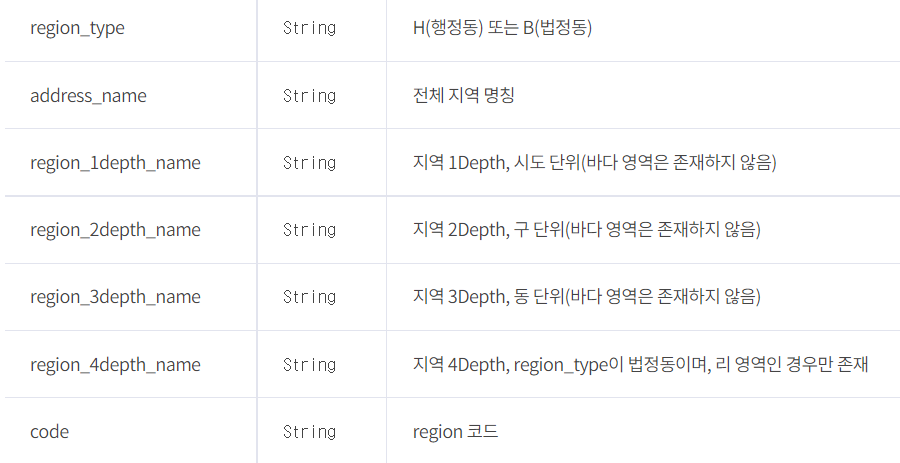 region_type String H(행정동) 또는 B(법정동)
address_name String 전체 지역 명칭
region_1depth_name String 지역 1Depth, 시도 단위(바다 영역은 존재하지 않음)
region_2depth_name String 지역 2Depth, 구 단위(바다 영역은 존재하지 않음)
region_3depth_name String 지역 3Depth, 동 단위(바다 영역은 존재하지 않음)
region_4depth_name String 지역 4Depth, region_type이 법정동이며, 리 영역인 경우만 존재
code String region 코드